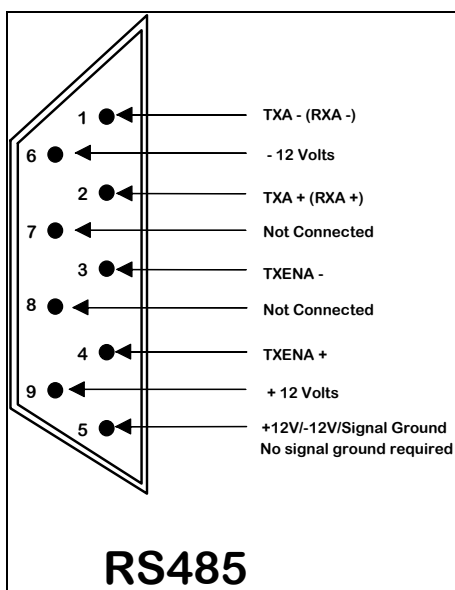 1 TXA - (RXA -)
6 - 12 Volts
2 TXA + (RXA +)
7 Not Connected
3 TXENA -
8 Not Connected
4 TXENA +
9 + 12 Volts
5 +12V/-12V/Signal Ground
No signal ground required
RS485